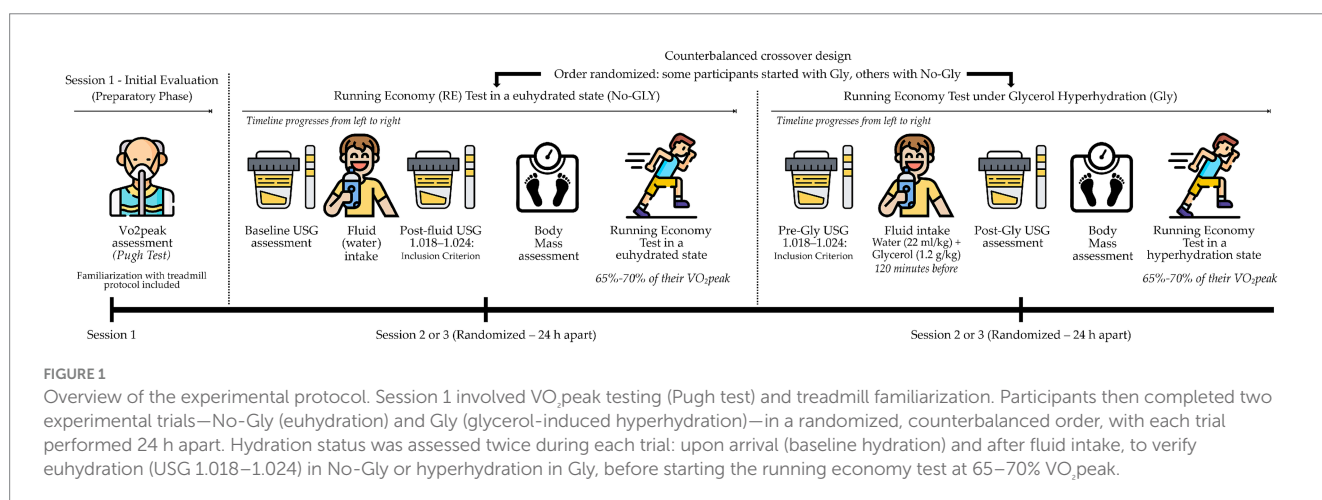 Counterbalanced crossover design
Order randomized: some participants started with Gly, others with No-Gly
Session 1 - Initial Evaluation
(Preparatory Phase)
Running Economy (RE) Test in a euhydrated state (No-GLY)
Running Economy Test under Glycerol Hyperhydration (Gly)
Timeline progresses from left to right
Timeline progresses from left to right
Vo2peak
assessment
(Pugh Test)
Familiarization with treadmill
protocol included
Baseline USG
assessment
Fluid
(water)
intake
Post-fluid USG
1.018–1.024:
Inclusion Criterion
Body
Mass
assessment
Running Economy
Test in a
euhydrated state
65%-70% of their VO₂peak
Pre-Gly USG
1.018–1.024:
Inclusion Criterion
Fluid intake
Water (22 ml/kg) +
Glycerol (1.2 g/kg)
120 minutes before
Post-Gly USG
assessment
Body
Mass
assessment
Running Economy
Test in a
hyperhydration state
65%-70% of their VO₂peak
Session 1
Session 2 or 3 (Randomized – 24 h apart)
Session 2 or 3 (Randomized – 24 h apart)
FIGURE 1
Overview of the experimental protocol. Session 1 involved VO₂peak testing (Pugh test) and treadmill familiarization. Participants then completed two
experimental trials—No-Gly (euhydration) and Gly (glycerol-induced hyperhydration)—in a randomized, counterbalanced order, with each trial
performed 24 h apart. Hydration status was assessed twice during each trial: upon arrival (baseline hydration) and after fluid intake, to verify
euhydration (USG 1.018–1.024) in No-Gly or hyperhydration in Gly, before starting the running economy test at 65–70% VO₂peak.